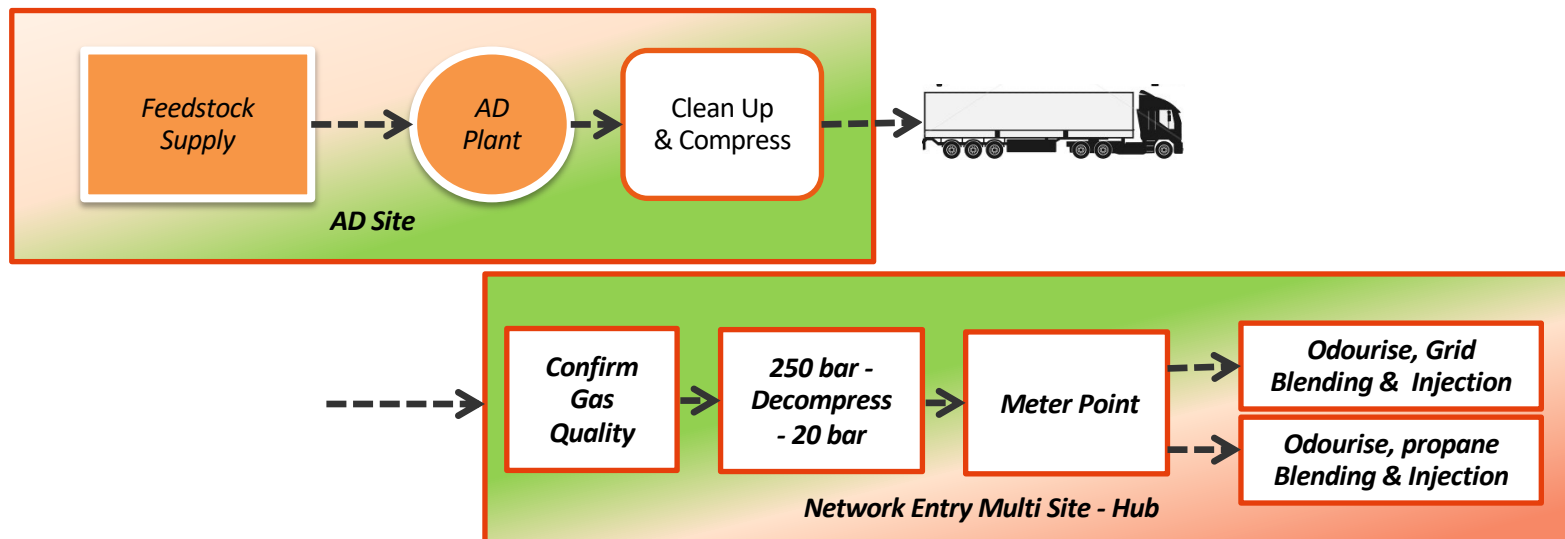 Feedstock
Supply
AD
Plant
Clean Up
& Compress
AD Site
Confirm
Gas
Quality
250 bar -
Decompress
- 20 bar
Meter Point
Odourise, Grid
Blending & Injection
Odourise, propane
Blending & Injection
Network Entry Multi Site - Hub